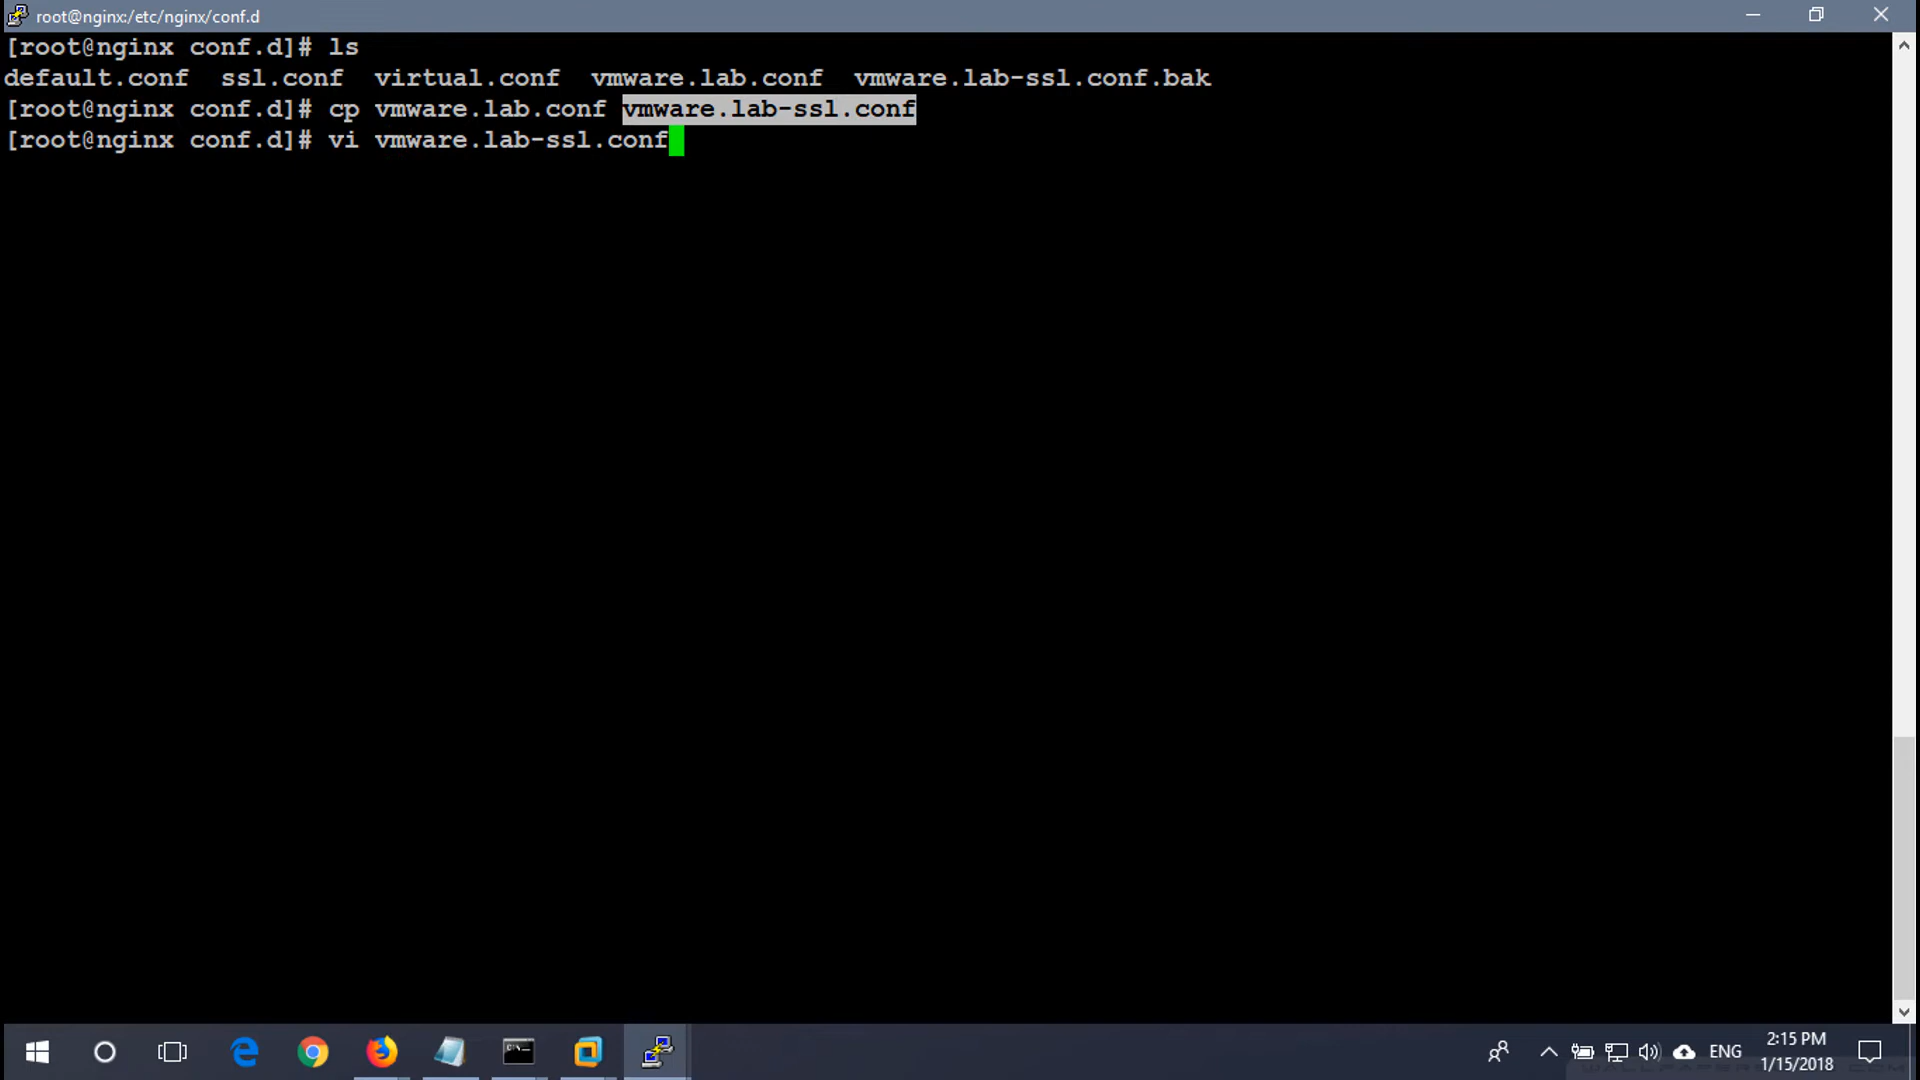 root@nginx:/etc/nginx/conf.d
[root@nginx conf.d]# ls
default.conf  ssl.conf  virtual.conf  vmware.lab.conf  vmware.lab-ssl.conf.bak
[root@nginx conf.d]# cp vmware.lab.conf vmware.lab-ssl.conf
[root@nginx conf.d]# vi vmware.lab-ssl.conf
ENG
2:15 PM
1/15/2018